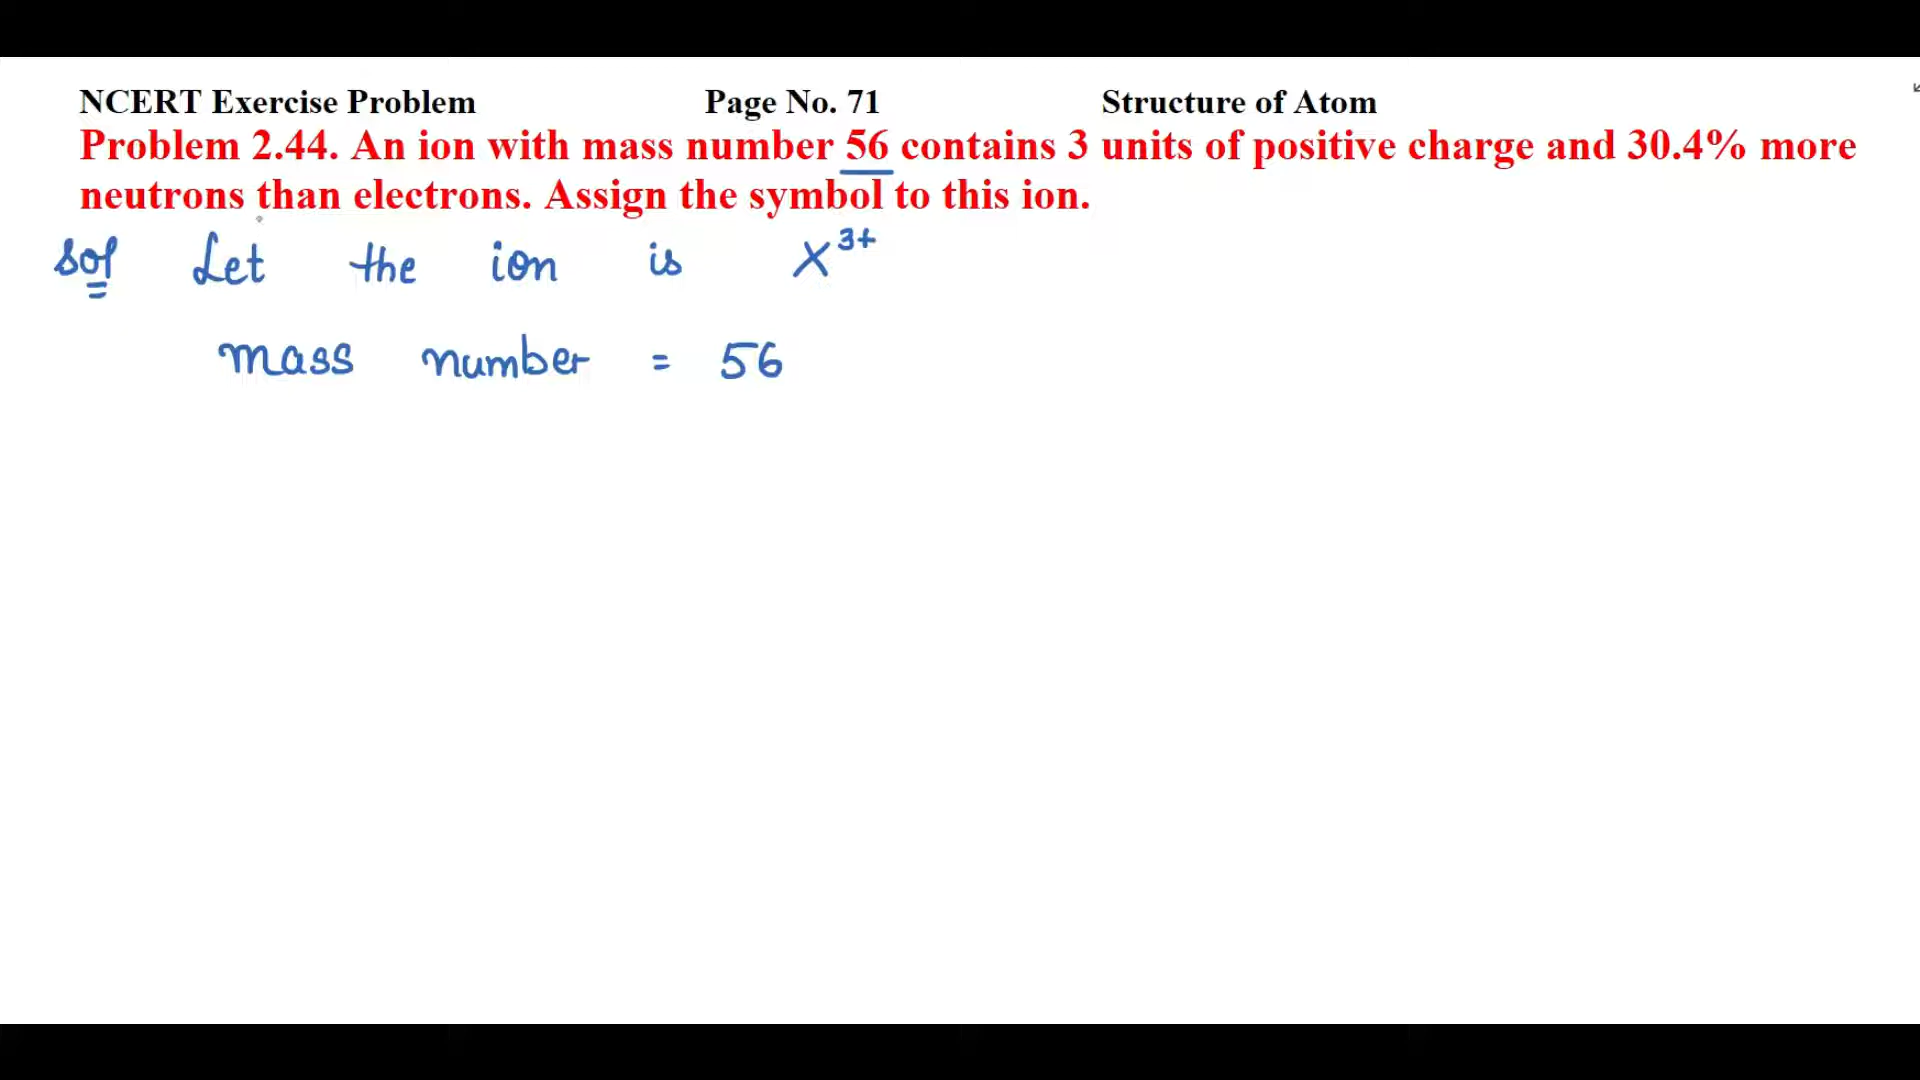 NCERT Exercise Problem Page No. 71 Structure of Atom
Problem 2.44. An ion with mass number 56 contains 3 units of positive charge and 30.4% more
neutrons than electrons. Assign the symbol to this ion.
Sol Let the ion is X³⁺
mass number = 56